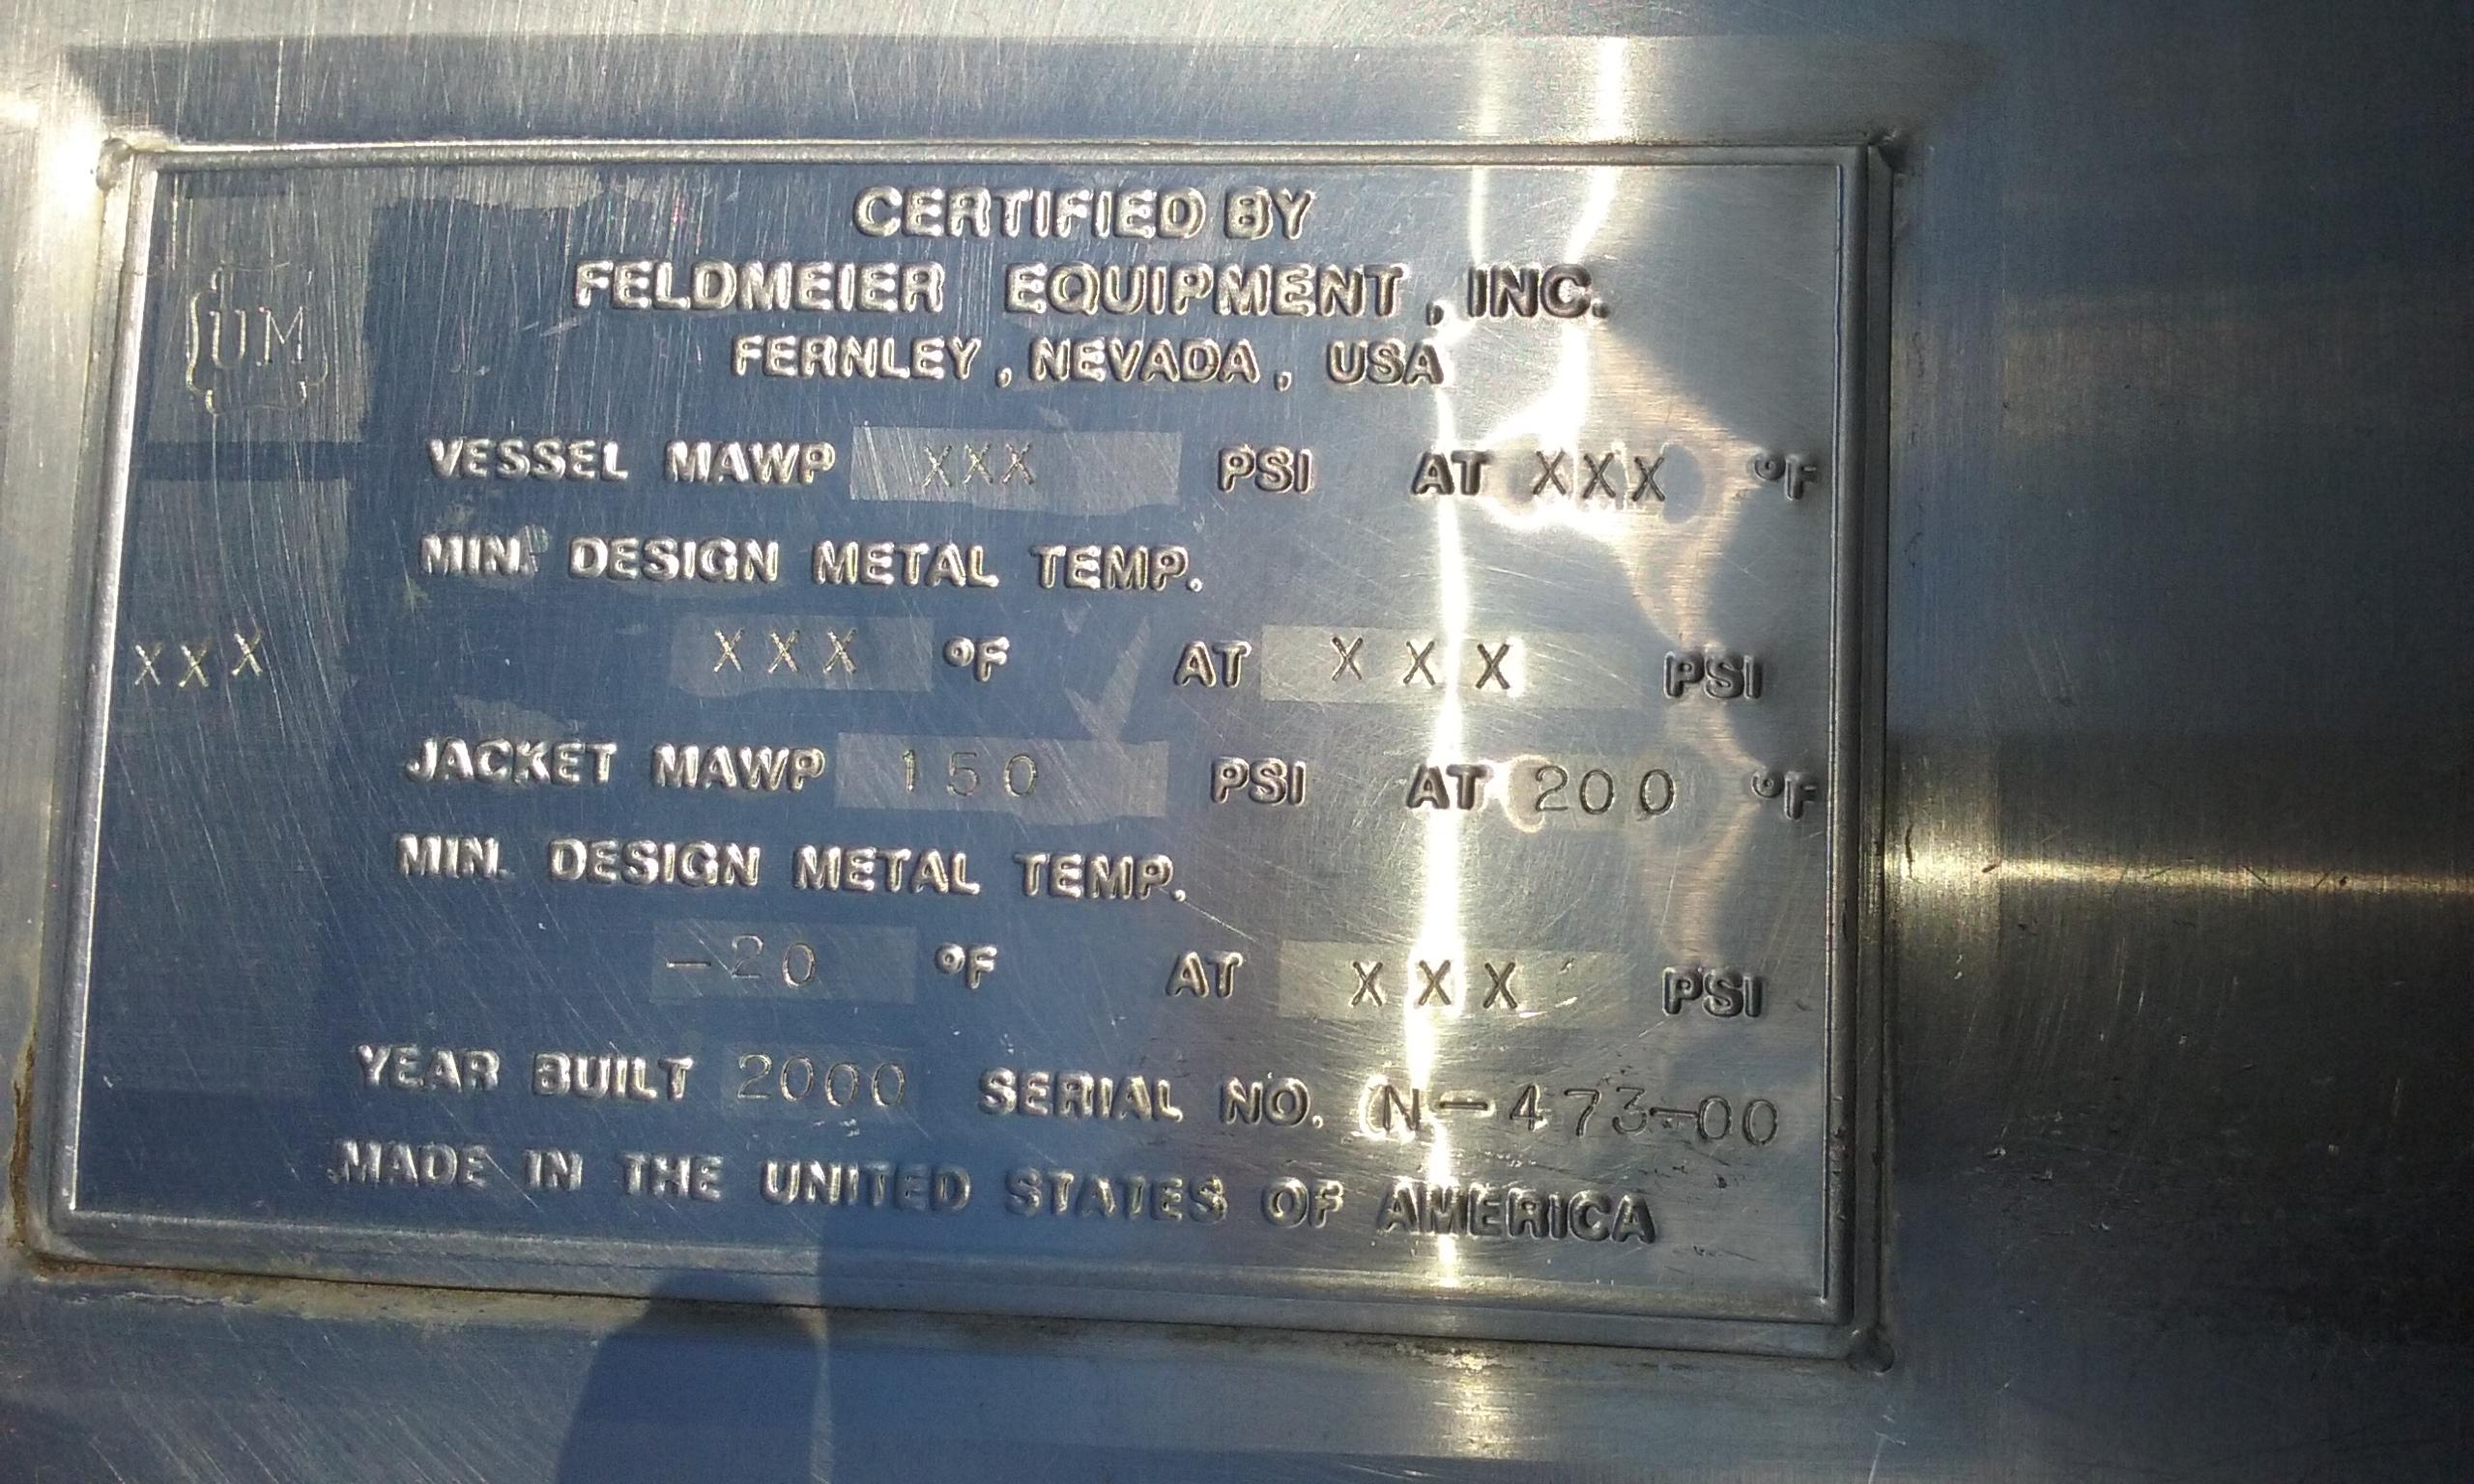 CERTIFIED BY
FELDMEIER EQUIPMENT, INC.
FERNLEY, NEVADA, USA
UM
VESSEL MAWP XXX PSI AT XXX °F
MIN. DESIGN METAL TEMP.
XXX XXX °F AT XXX PSI
JACKET MAWP 150 PSI AT 200 °F
MIN. DESIGN METAL TEMP.
-20 °F AT XXX PSI
YEAR BUILT 2000 SERIAL NO. N-473-00
MADE IN THE UNITED STATES OF AMERICA